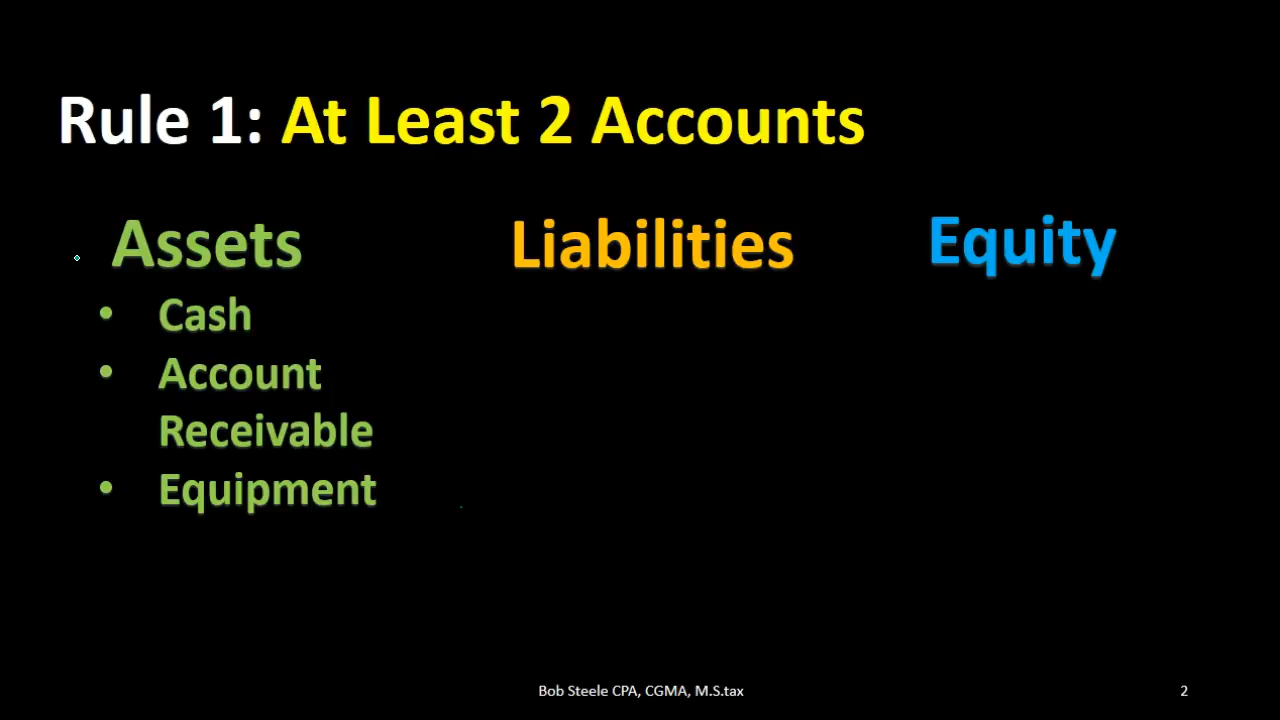 Rule 1: At Least 2 Accounts
Assets Liabilities Equity
• Cash
• Account
Receivable
• Equipment
Bob Steele CPA, CGMA, M.S.tax 2